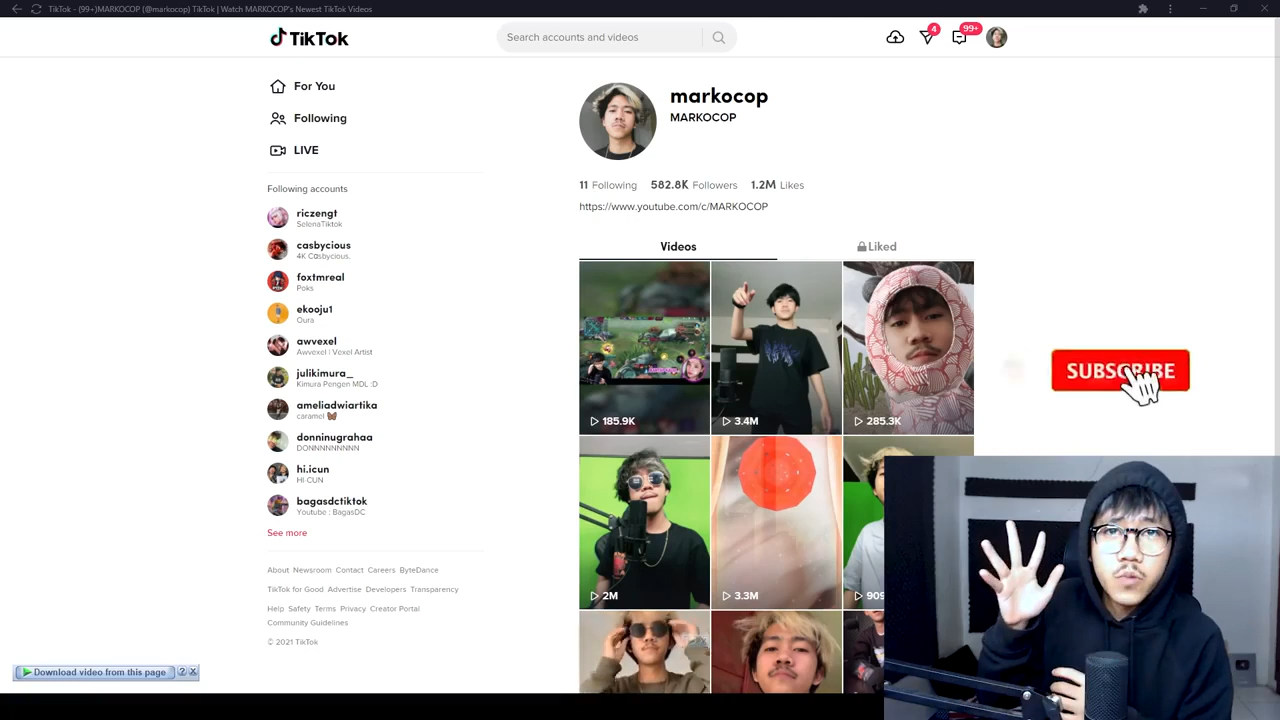 TikTok - (99+)MARKOCOP (@markocop) TikTok | Watch MARKOCOP's Newest TikTok Videos
TikTok
Search accounts and videos
4
99+
For You
Following
LIVE
Following accounts
riczengt
SelenaTiktok
casbycious
4K Cαsbycious.
foxtmreal
Poks
ekooju1
Oura
awvexel
Awvexel | Vexel Artist
julikimura_
Kimura Pengen MDL :D
ameliadwiartika
caramel 🦋
donninugrahaa
DONNNNNNNNN
hi.icun
HI-CUN
bagasdctiktok
Youtube : BagasDC
See more
About Newsroom Contact Careers ByteDance
TikTok for Good Advertise Developers Transparency
Help Safety Terms Privacy Creator Portal
Community Guidelines
© 2021 TikTok
markocop
MARKOCOP
11 Following 582.8K Followers 1.2M Likes
https://www.youtube.com/c/MARKOCOP
Videos
Liked
185.9K
3.4M
285.3K
2M
3.3M
SUBSCRIBE
Download video from this page
? X